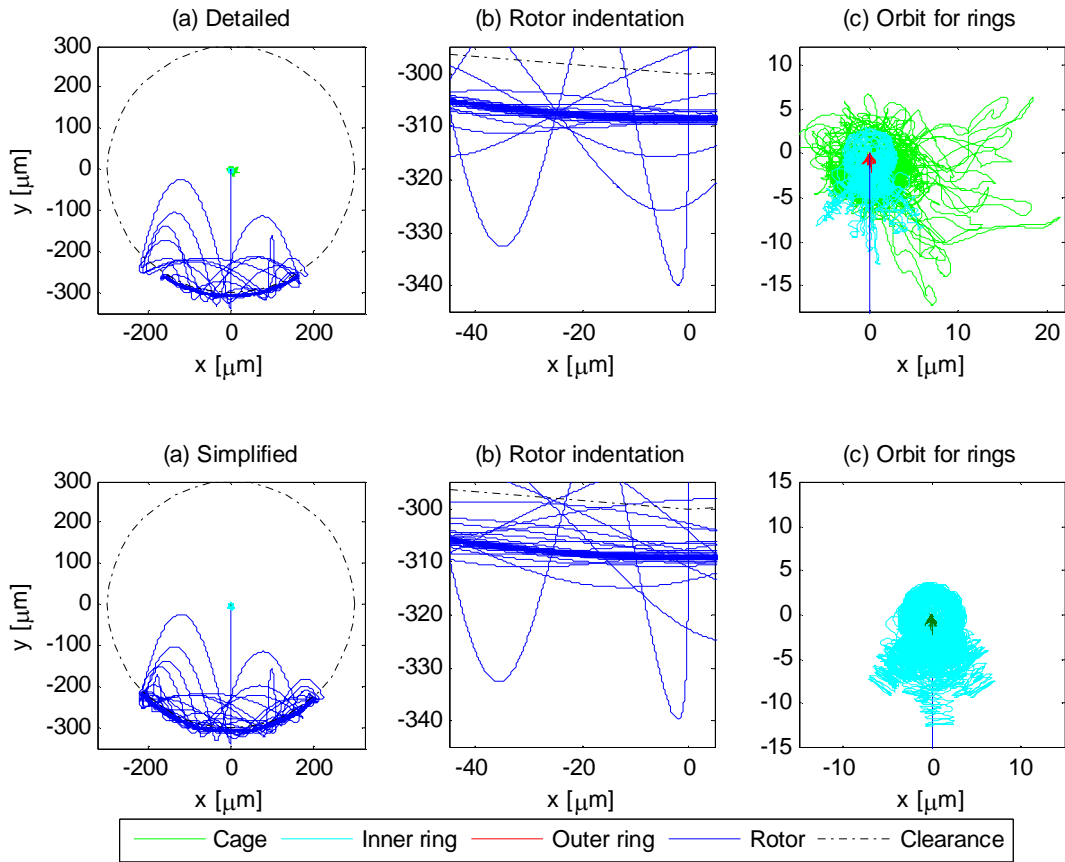 (a) Detailed (b) Rotor indentation (c) Orbit for rings
y [μm]
300
200
100
0
-100
-200
-300
-200 0 200
x [μm]
-300
-310
-320
-330
-340
-40 -20 0
x [μm]
10
5
0
-5
-10
-15
0 10 20
x [μm]
(a) Simplified (b) Rotor indentation (c) Orbit for rings
y [μm]
300
200
100
0
-100
-200
-300
-200 0 200
x [μm]
-300
-310
-320
-330
-340
-40 -20 0
x [μm]
15
10
5
0
-5
-10
-15
-10 0 10
x [μm]
Cage Inner ring Outer ring Rotor Clearance